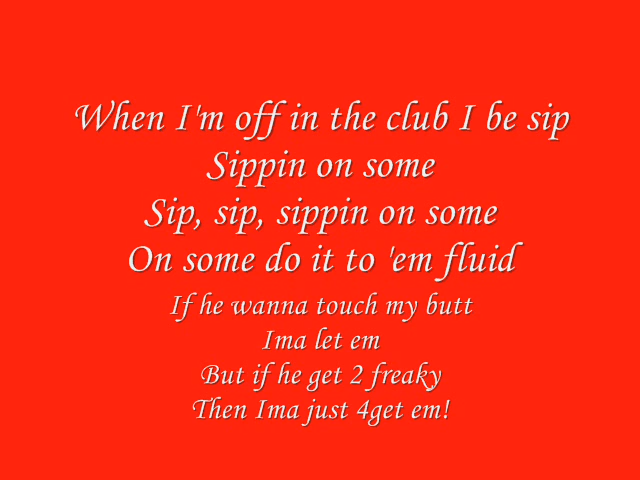 When I'm off in the club I be sip
Sippin on some
Sip, sip, sippin on some
On some do it to 'em fluid
If he wanna touch my butt
Ima let em
But if he get 2 freaky
Then Ima just 4get em!